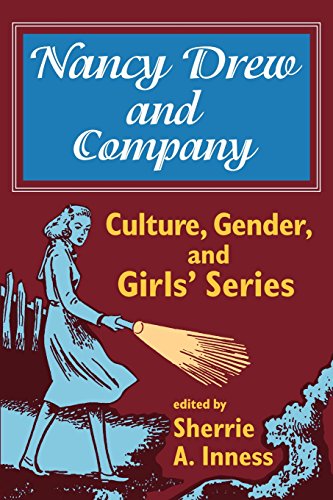 Nancy Drew
and
Company
Culture, Gender,
and
Girls' Series
edited by
Sherrie
A. Inness